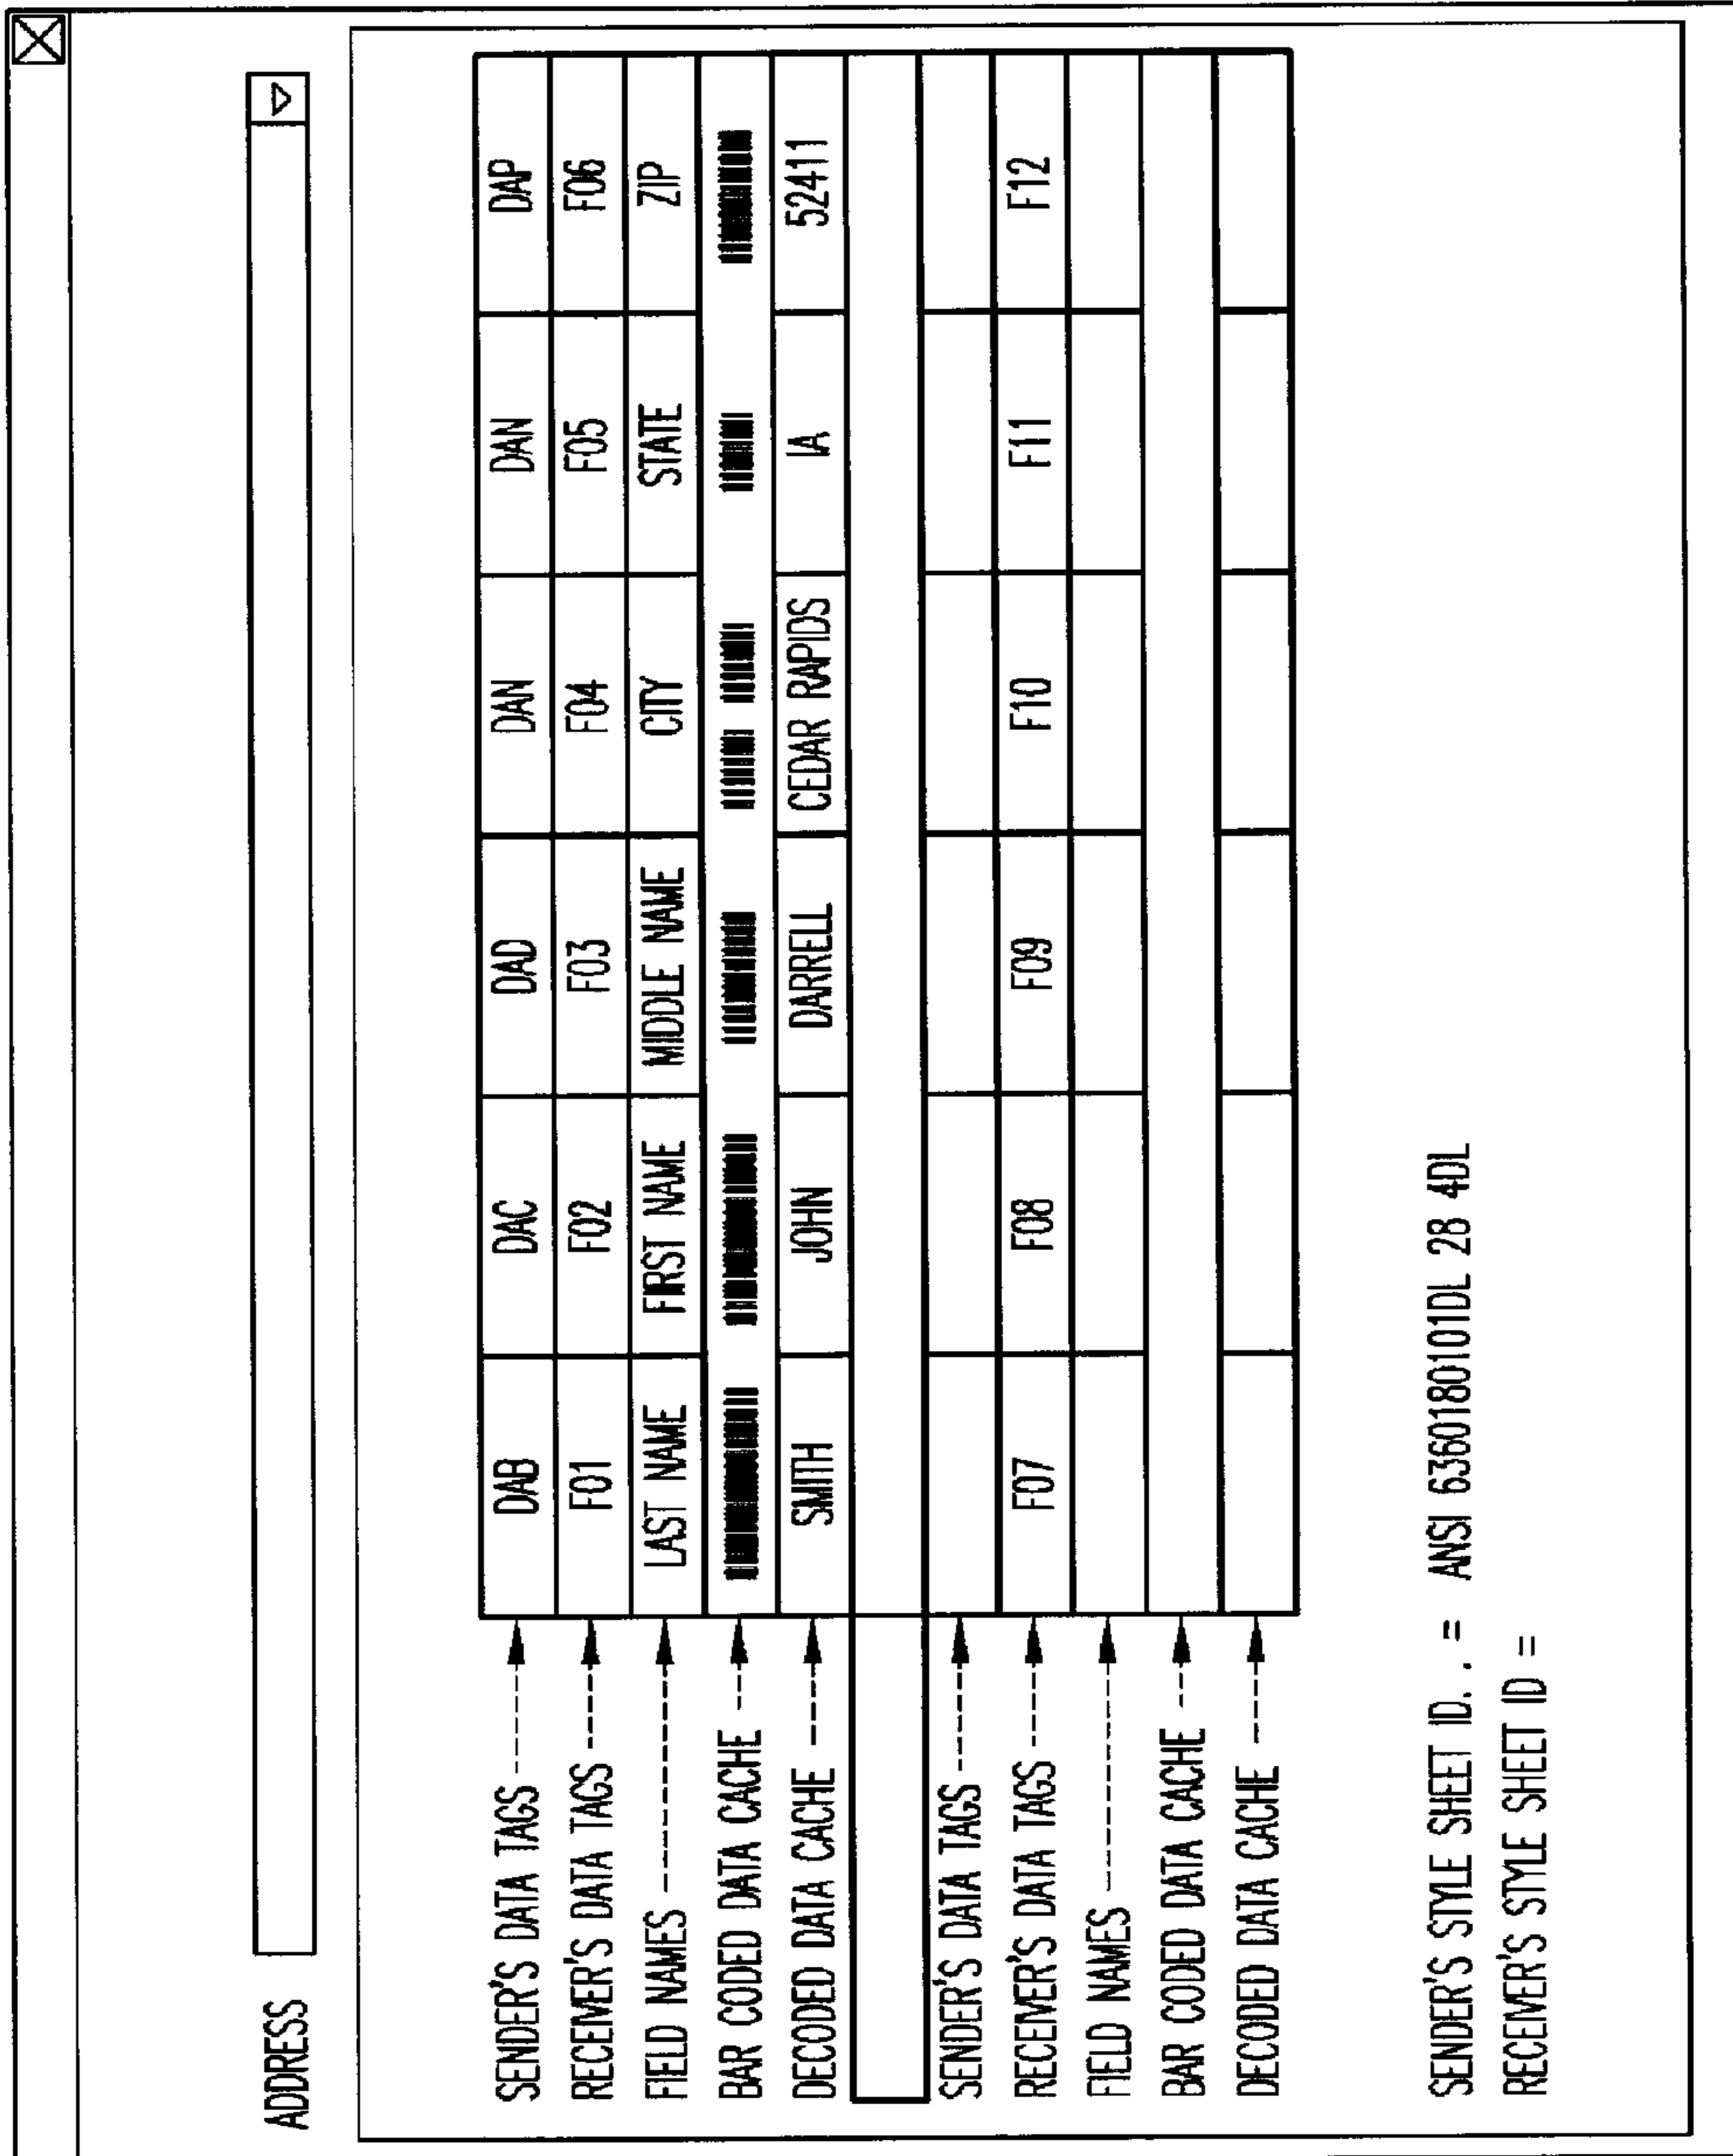 ADDRESS
SENDER'S DATA TAGS DAB DAC DAD DAN DAN DAP
RECEIVER'S DATA TAGS F01 F02 F03 F04 F05 F06
FIELD NAMES LAST NAME FIRST NAME MIDDLE NAME CITY STATE ZIP
BAR CODED DATA CACHE
DECODED DATA CACHE SMITH JOHN DARRELL CEDAR RAPIDS IA 52411
SENDER'S DATA TAGS
RECEIVER'S DATA TAGS F07 F08 F09 F10 F11 F12
FIELD NAMES
BAR CODED DATA CACHE
DECODED DATA CACHE
SENDER'S STYLE SHEET ID. . = ANSI 6360180101DL 28 4DL
RECEIVER'S STYLE SHEET ID =